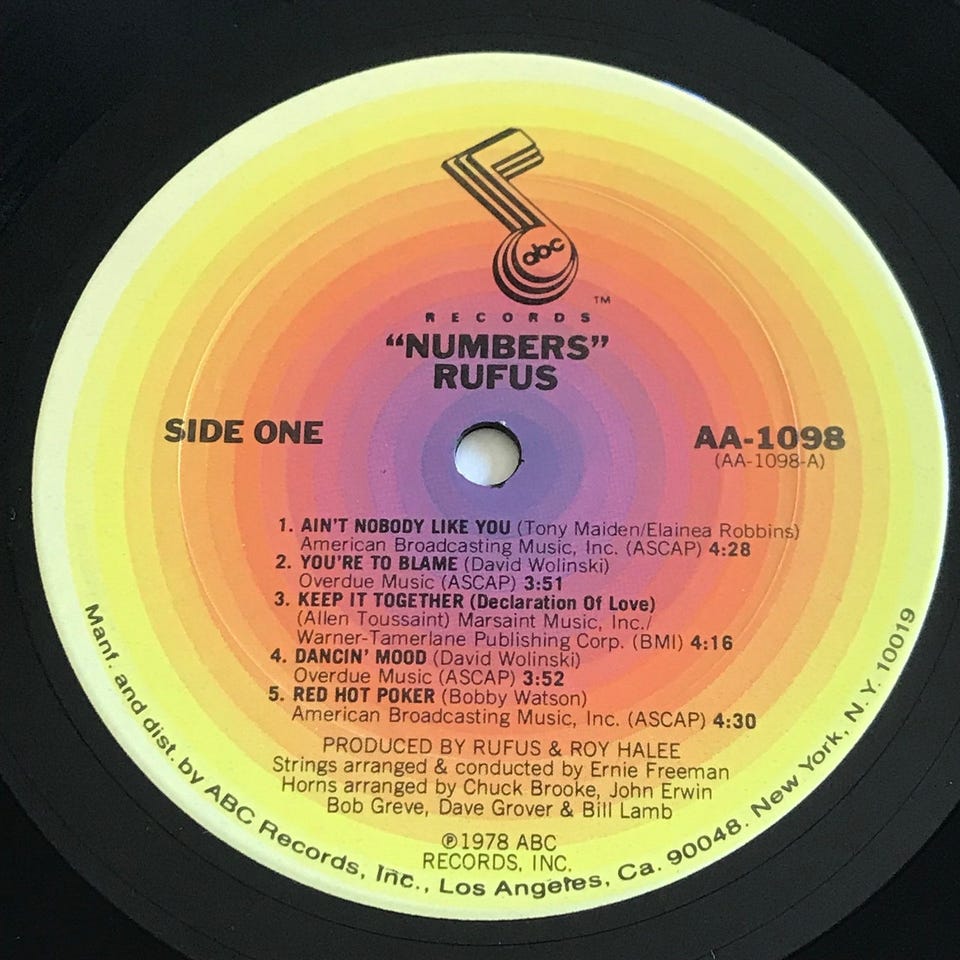 abc
TM
RECORDS
“NUMBERS”
RUFUS
SIDE ONE
AA-1098
(AA-1098-A)
1. AIN'T NOBODY LIKE YOU (Tony Maiden/Elainea Robbins)
American Broadcasting Music, Inc. (ASCAP) 4:28
2. YOU'RE TO BLAME (David Wolinski)
Overdue Music (ASCAP) 3:51
3. KEEP IT TOGETHER (Declaration Of Love)
(Allen Toussaint) Marsaint Music, Inc./
Warner-Tamerlane Publishing Corp. (BMI) 4:16
4. DANCIN' MOOD (David Wolinski)
Overdue Music (ASCAP) 3:52
5. RED HOT POKER (Bobby Watson)
American Broadcasting Music, Inc. (ASCAP) 4:30
PRODUCED BY RUFUS & ROY HALEE
Strings arranged & conducted by Ernie Freeman
Horns arranged by Chuck Brooke, John Erwin
Bob Greve, Dave Grover & Bill Lamb
℗1978 ABC
RECORDS, INC.
Manf. and dist. by ABC Records, Inc., Los Angeles, Ca. 90048. New York, N.Y. 10019